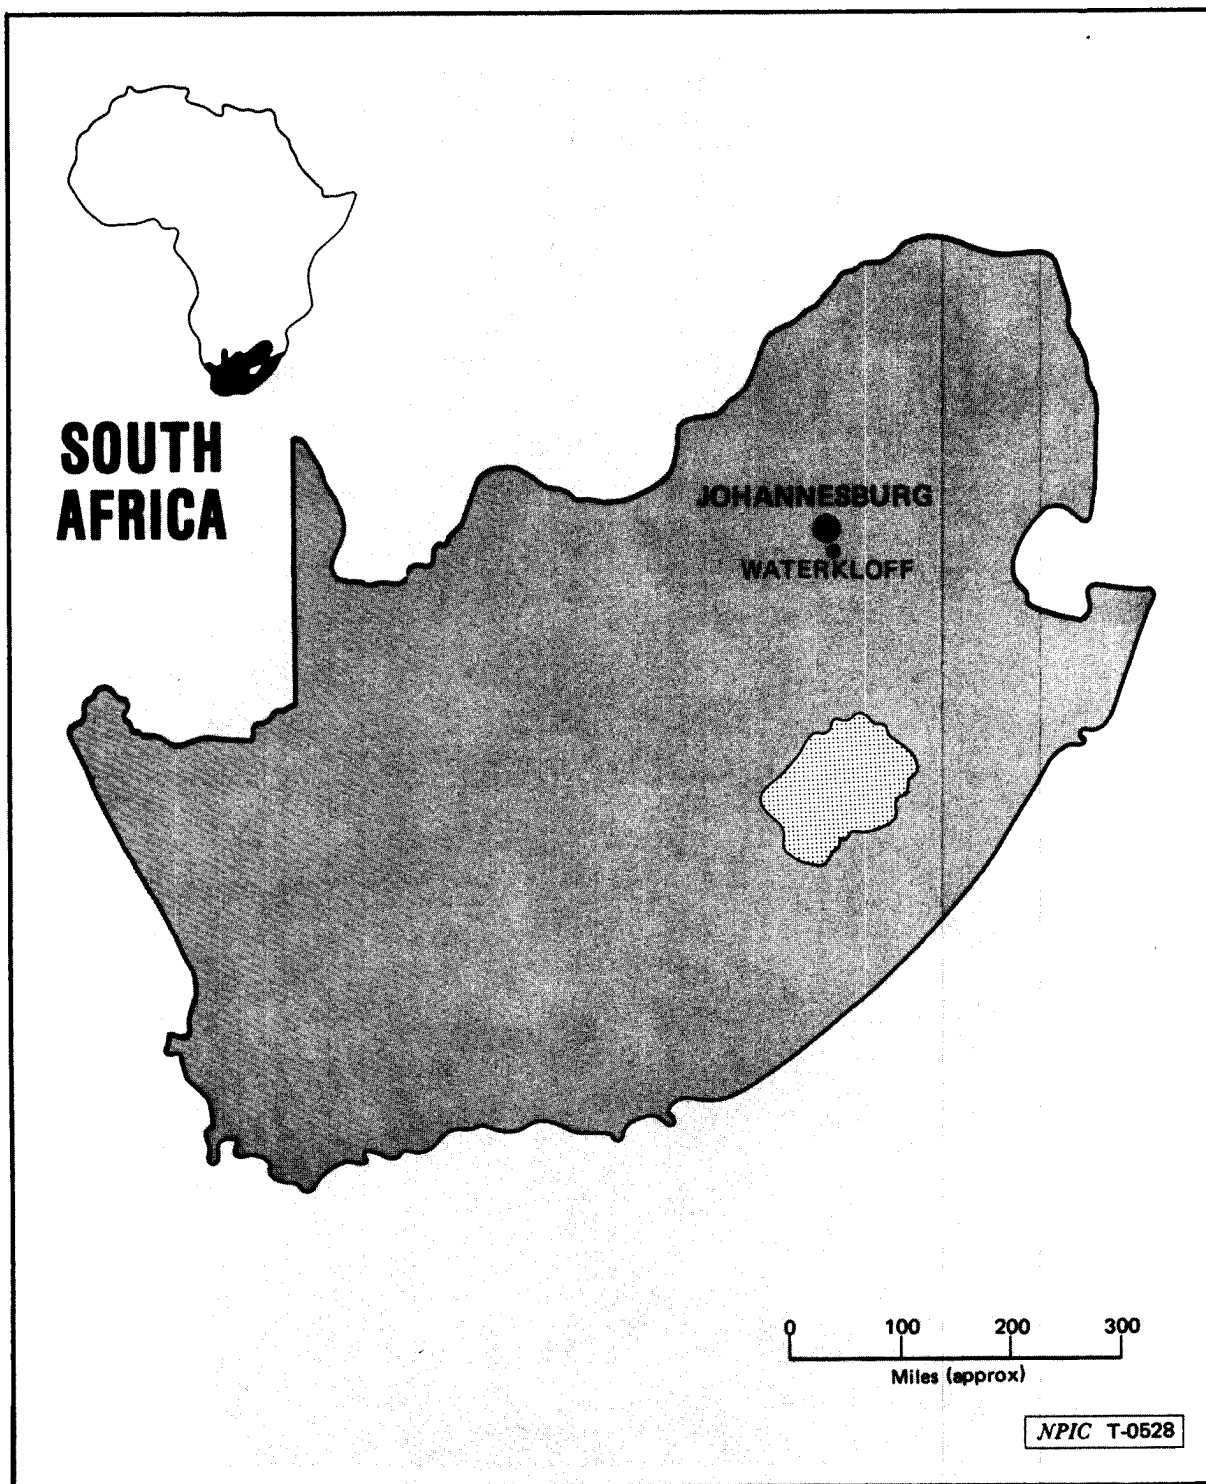 SOUTH
AFRICA
JOHANNESBURG
WATERKLOFF
0 100 200 300
Miles (approx)
NPIC T-0528